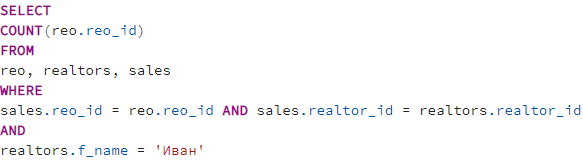 SELECT
COUNT(reo.reo_id)
FROM
reo, realtors, sales
WHERE
sales.reo_id = reo.reo_id AND sales.realtor_id = realtors.realtor_id
AND
realtors.f_name = 'Иван'